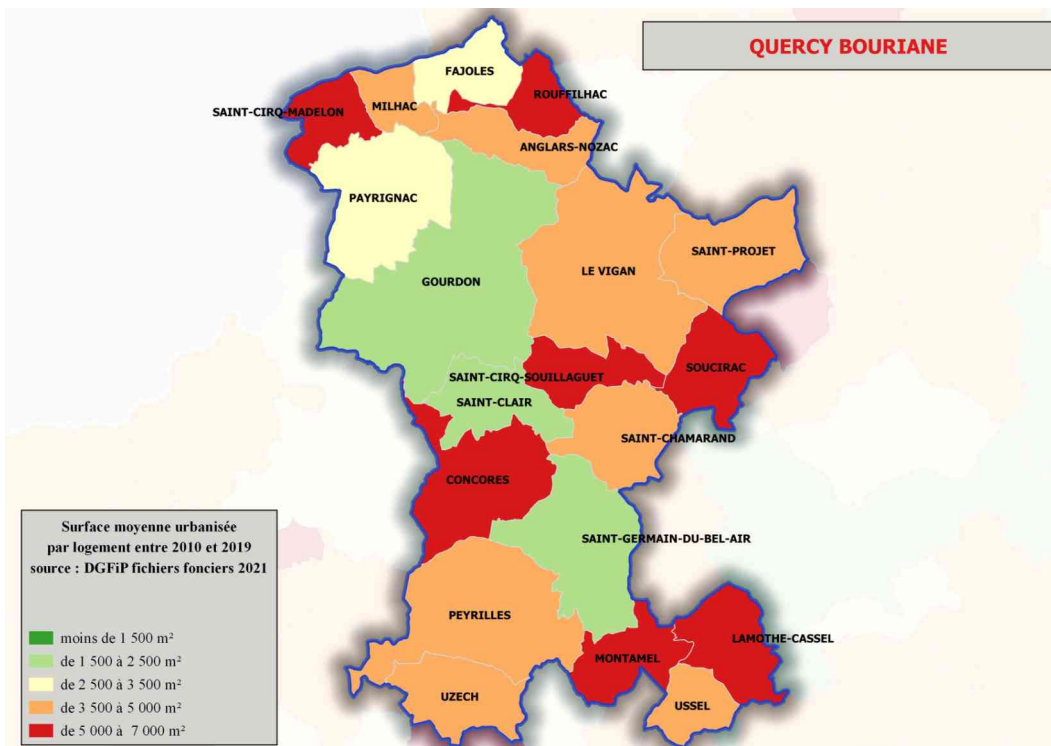 QUERCY BOURIANE
FAJOLES
ROUFFILHAC
MILHAC
SAINT-CIRQ-MADELON
ANGLARS-NOZAC
PAYRIGNAC
SAINT-PROJET
LE VIGAN
GOURDON
SOUCIRAC
SAINT-CIRQ-SOUILLAGUET
SAINT-CLAIR
SAINT-CHAMARAND
CONCORES
SAINT-GERMAIN-DU-BEL-AIR
PEYRILLES
LAMOTHE-CASSEL
MONTAMEL
UZECH
USSEL
Surface moyenne urbanisée
par logement entre 2010 et 2019
source : DGFiP fichiers fonciers 2021
moins de 1 500 m²
de 1 500 à 2 500 m²
de 2 500 à 3 500 m²
de 3 500 à 5 000 m²
de 5 000 à 7 000 m²